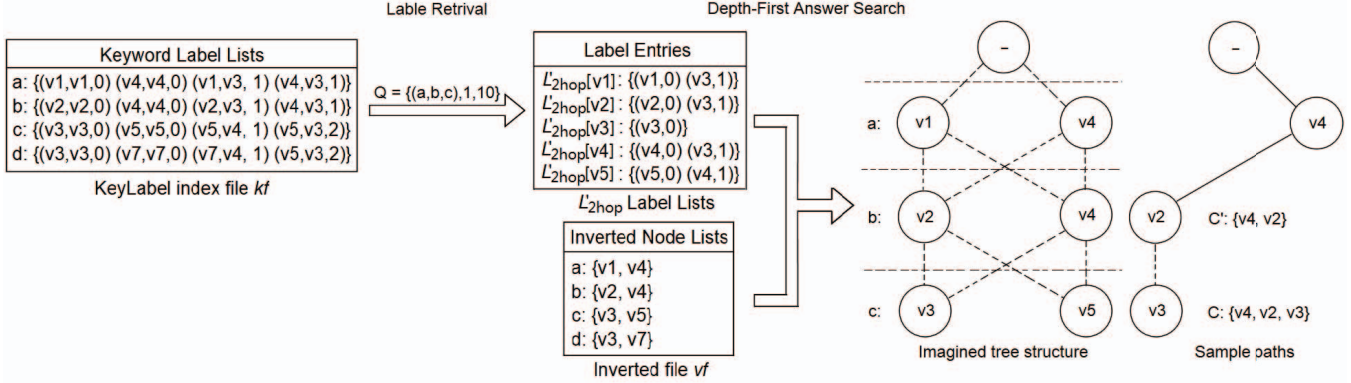 Lable Retrival
Depth-First Answer Search
Keyword Label Lists
a: {(v1,v1,0) (v4,v4,0) (v1,v3, 1) (v4,v3,1)}
b: {(v2,v2,0) (v4,v4,0) (v2,v3, 1) (v4,v3,1)}
c: {(v3,v3,0) (v5,v5,0) (v5,v4, 1) (v5,v3,2)}
d: {(v3,v3,0) (v7,v7,0) (v7,v4, 1) (v5,v3,2)}
KeyLabel index file kf
Q = {(a,b,c),1,10}
Label Entries
L'2hop[v1] : {(v1,0) (v3,1)}
L'2hop[v2] : {(v2,0) (v3,1)}
L'2hop[v3] : {(v3,0)}
L'2hop[v4] : {(v4,0) (v3,1)}
L'2hop[v5] : {(v5,0) (v4,1)}
L'2hop Label Lists
Inverted Node Lists
a: {v1, v4}
b: {v2, v4}
c: {v3, v5}
d: {v3, v7}
Inverted file vf
–
a: v1 v4
b: v2 v4
c: v3 v5
Imagined tree structure
–
v4
v2 C': {v4, v2}
v3 C: {v4, v2, v3}
Sample paths